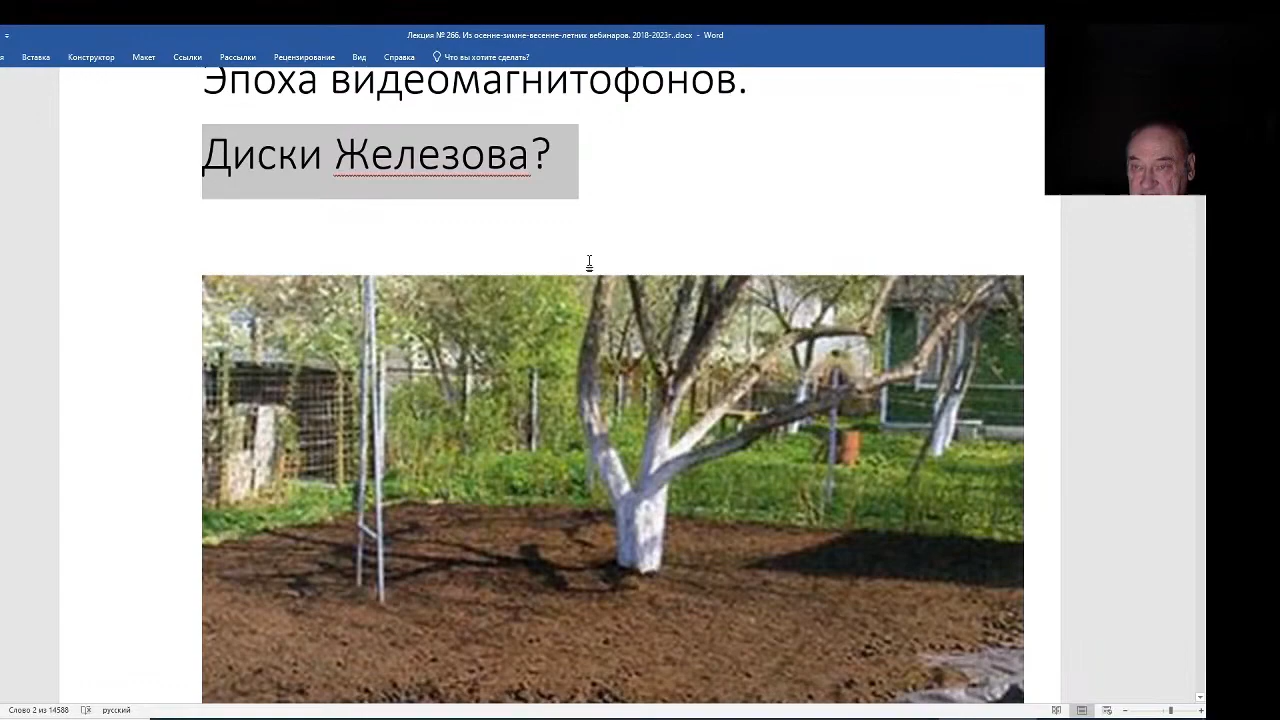 Лекция № 266. Из осенне-зимне-весенне-летних вебинаров. 2018-2023г..docx - Word
я Вставка Конструктор Макет Ссылки Рассылки Рецензирование Вид Справка Что вы хотите сделать?
Эпоха видеомагнитофонов.
Диски Железова?
Слово 2 из 14588 русский